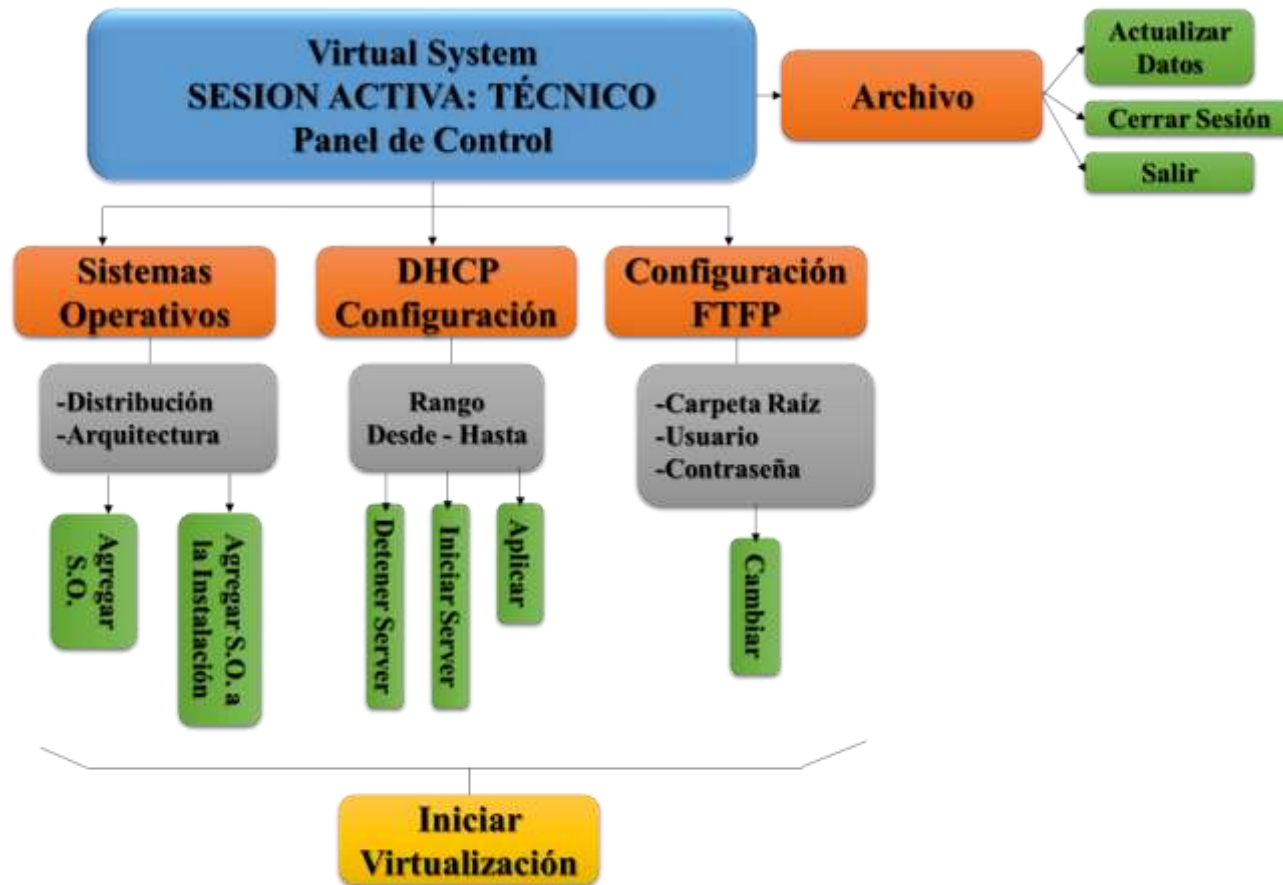 Virtual System
SESION ACTIVA: TÉCNICO
Panel de Control
Archivo
Actualizar
Datos
Cerrar Sesión
Salir
Sistemas
Operativos
DHCP
Configuración
Configuración
FTFP
-Distribución
-Arquitectura
Rango
Desde - Hasta
-Carpeta Raíz
-Usuario
-Contraseña
Agregar
S.O.
Agregar S.O. a
la Instalación
Detener Server
Iniciar Server
Aplicar
Cambiar
Iniciar
Virtualización